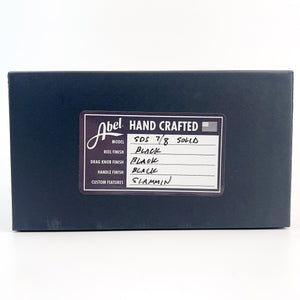 Abel HAND CRAFTED
MODEL SDS 7/8 SOLID
REEL FINISH BLACK
DRAG KNOB FINISH BLACK
HANDLE FINISH BLACK
CUSTOM FEATURES SLAMMIN